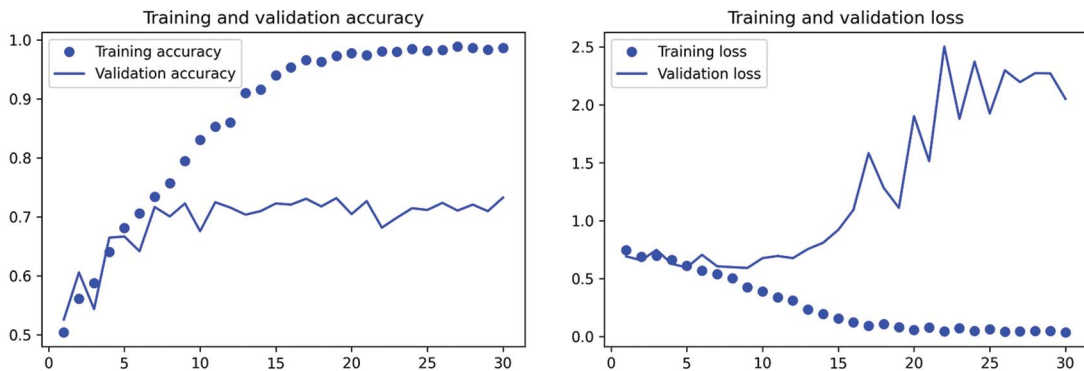 Training and validation accuracy
1.0
0.9
0.8
0.7
0.6
0.5
Training accuracy
Validation accuracy
0 5 10 15 20 25 30
Training and validation loss
2.5
2.0
1.5
1.0
0.5
0.0
Training loss
Validation loss
0 5 10 15 20 25 30